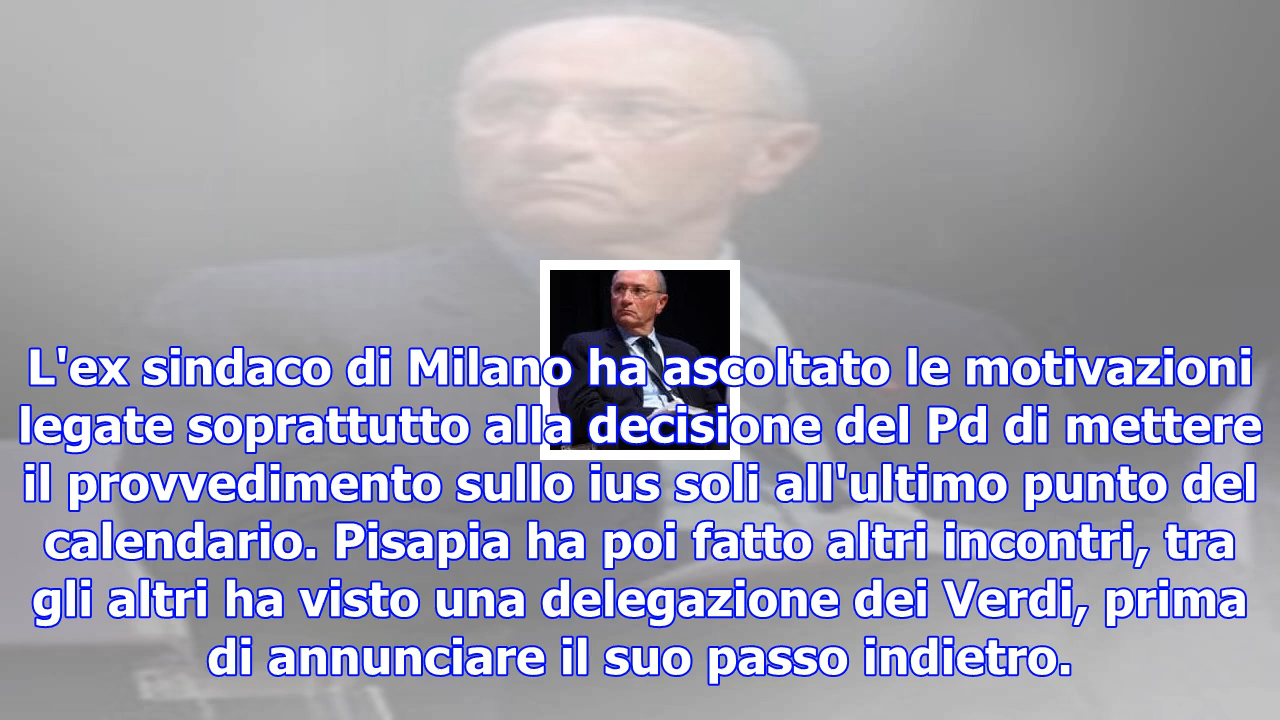 L'ex sindaco di Milano ha ascoltato le motivazioni
legate soprattutto alla decisione del Pd di mettere
il provvedimento sullo ius soli all'ultimo punto del
calendario. Pisapia ha poi fatto altri incontri, tra
gli altri ha visto una delegazione dei Verdi, prima
di annunciare il suo passo indietro.